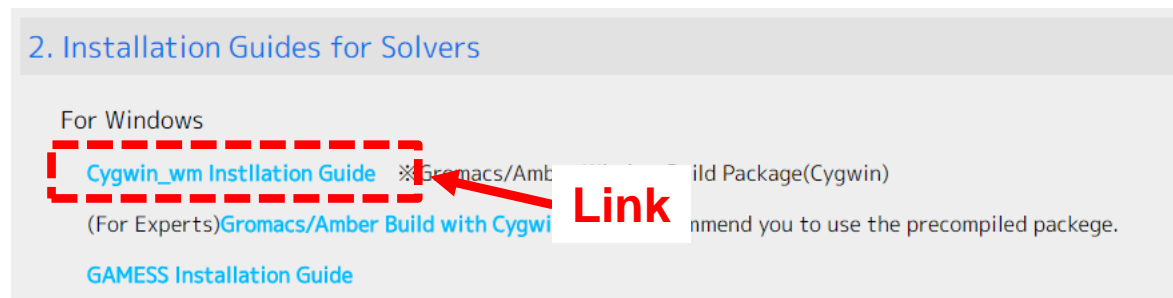 2. Installation Guides for Solvers
For Windows
Cygwin_wm Instllation Guide ※Gromacs/Amb ild Package(Cygwin)
Link
(For Experts)Gromacs/Amber Build with Cygwi mmend you to use the precompiled packege.
GAMESS Installation Guide